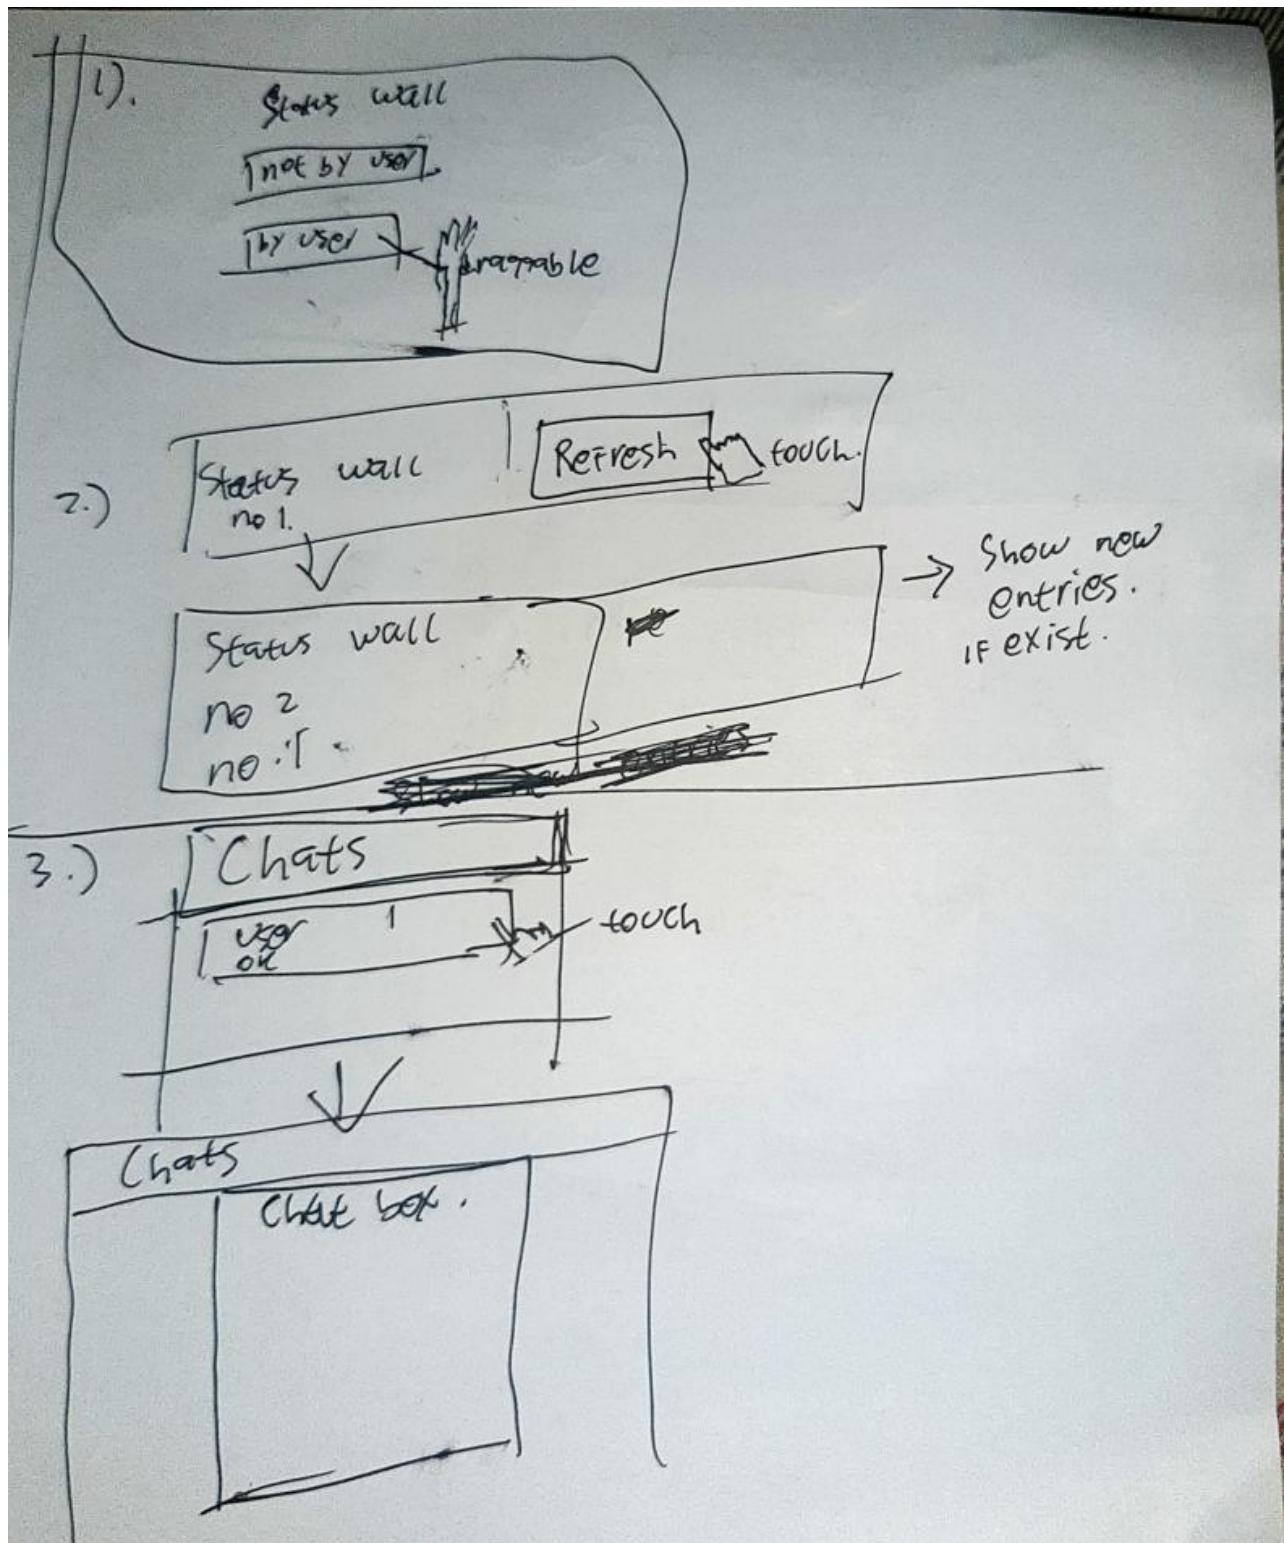 1).
Status wall
not by user
by user
Draggable
2.)
Status wall
no 1.
Refresh
touch.
Status wall
no 2
no 1
Show new
entries.
IF exist.
3.)
Chats
user 1
ok
touch
Chats
Chat box.